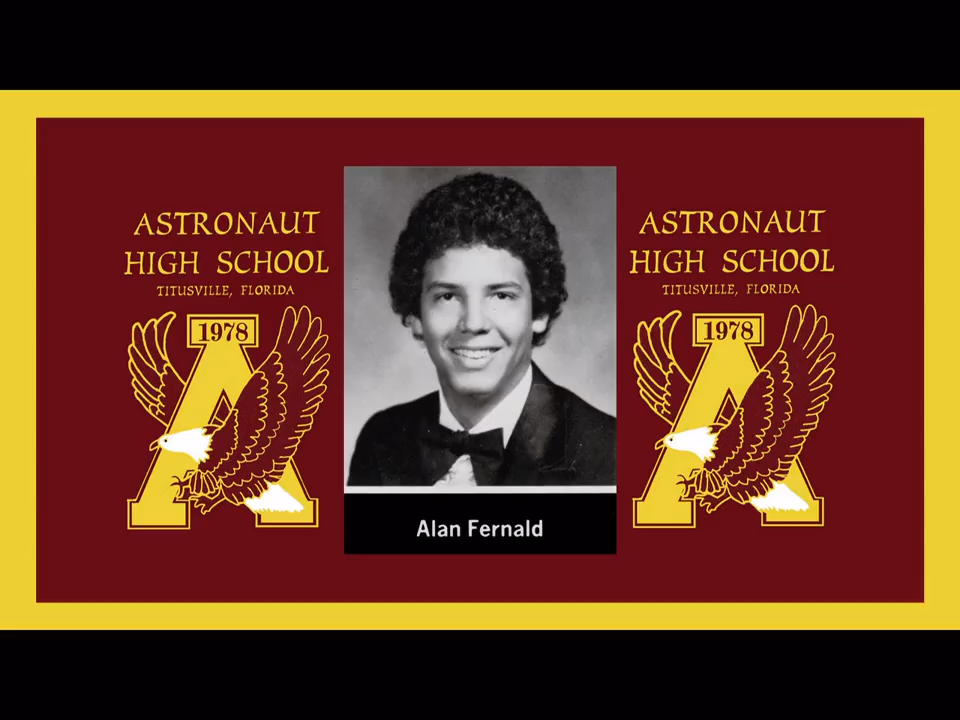 ASTRONAUT
HIGH SCHOOL
TITUSVILLE, FLORIDA
1978
Alan Fernald
ASTRONAUT
HIGH SCHOOL
TITUSVILLE, FLORIDA
1978